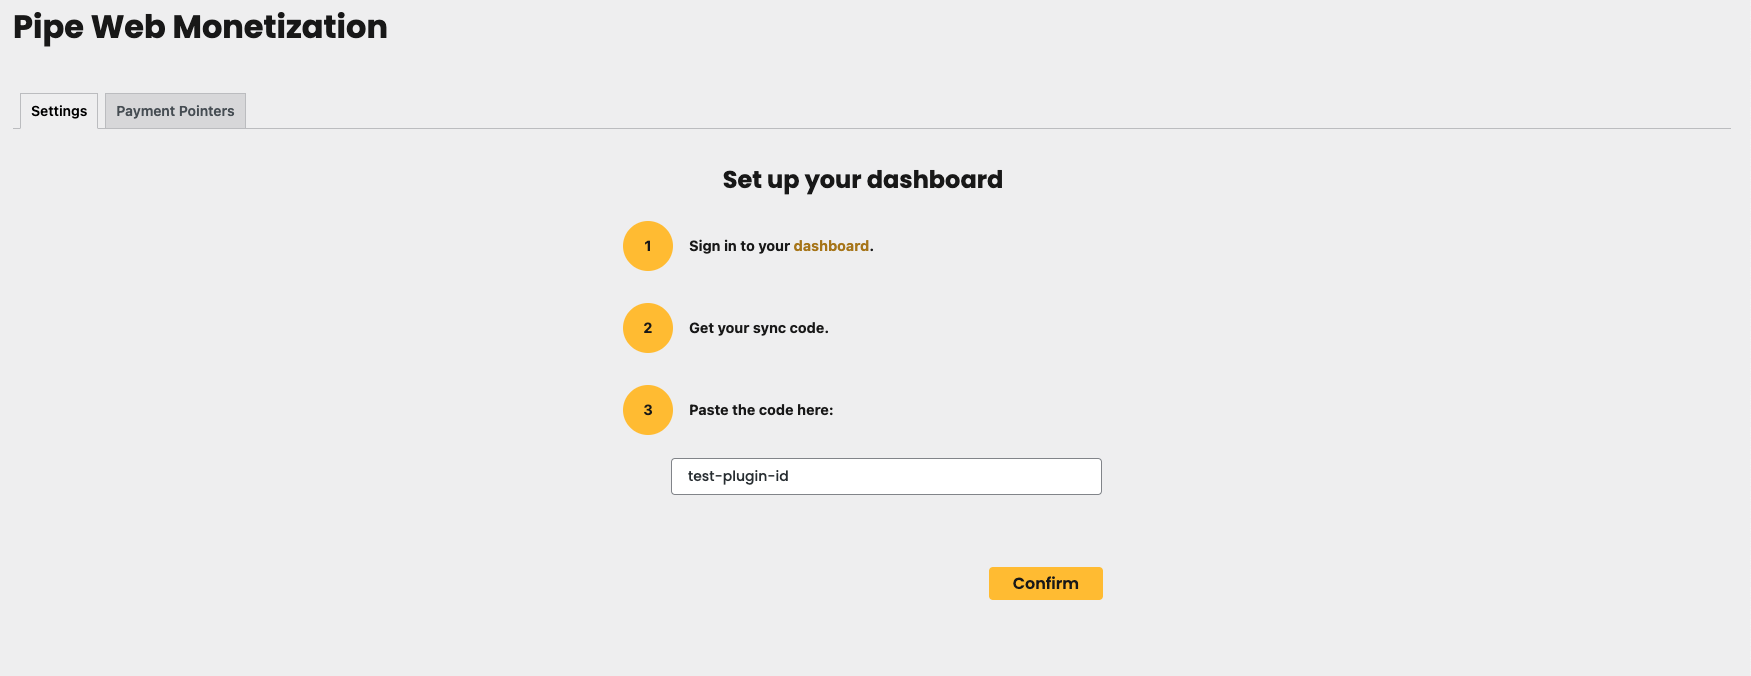 Pipe Web Monetization
Settings
Payment Pointers
Set up your dashboard
1
Sign in to your dashboard.
2
Get your sync code.
3
Paste the code here:
test-plugin-id
Confirm